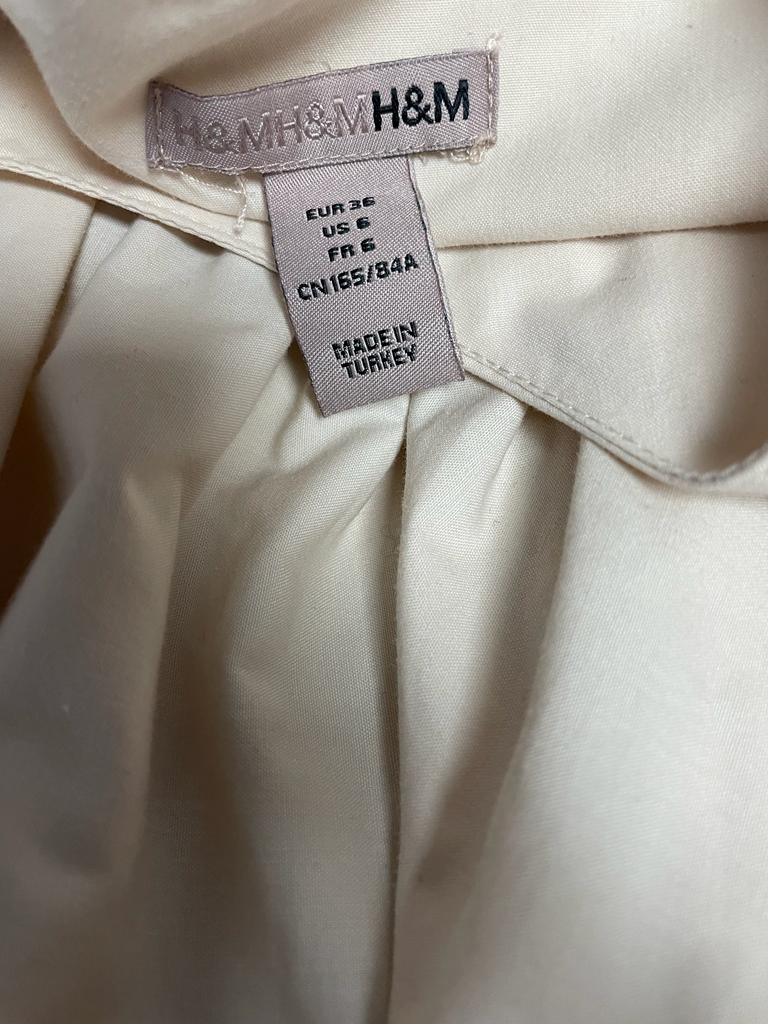 H&MH&MH&M
EUR 36
US 6
FR 6
CN165/84A
MADE IN
TURKEY